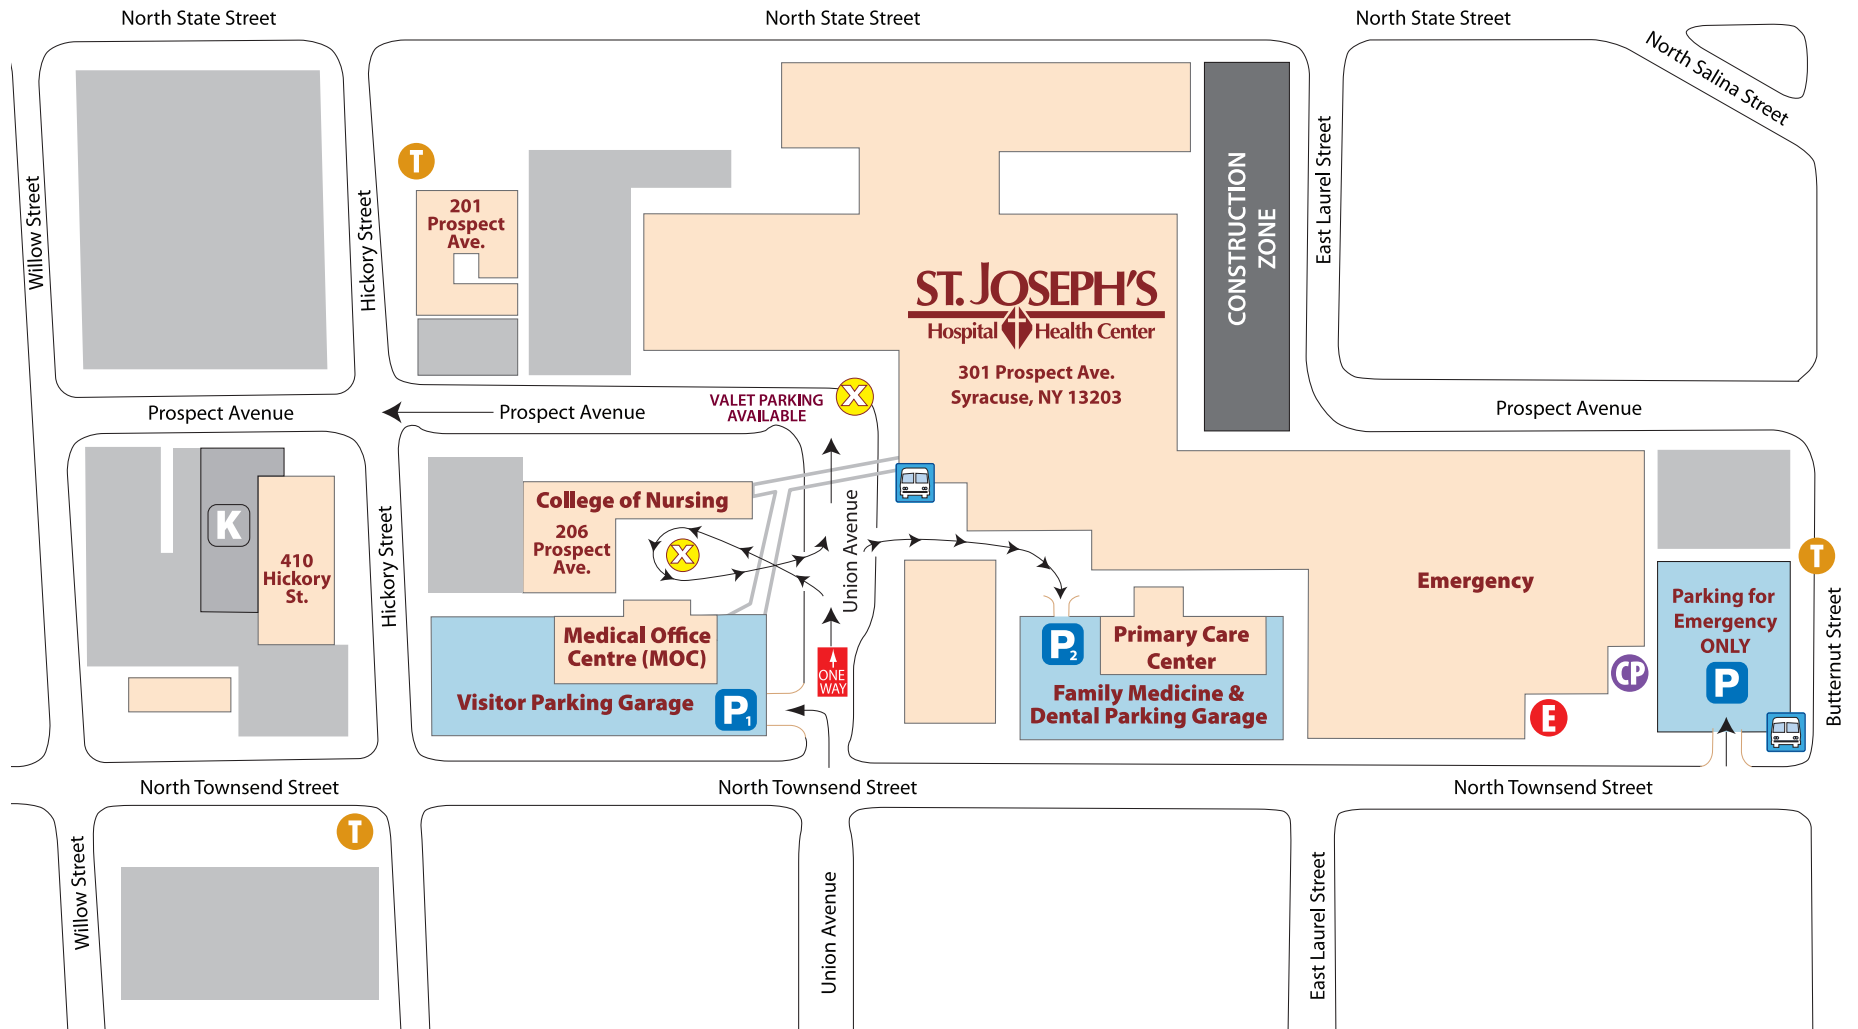 North State Street
North State Street
North State Street
North Salina Street
Willow Street
Hickory Street
T
201
Prospect
Ave.
CONSTRUCTION
ZONE
East Laurel Street
ST. JOSEPH'S
Hospital Health Center
301 Prospect Ave.
Syracuse, NY 13203
Prospect Avenue
Prospect Avenue
VALET PARKING
AVAILABLE
X
Prospect Avenue
K
410
Hickory
St.
Hickory Street
College of Nursing
206
Prospect
Ave.
X
Union Avenue
Emergency
T
Parking for
Emergency
ONLY
P
Butternut Street
Medical Office
Centre (MOC)
Visitor Parking Garage
P1
ONE
WAY
P2
Primary Care
Center
Family Medicine &
Dental Parking Garage
CP
E
North Townsend Street
North Townsend Street
North Townsend Street
T
Willow Street
Union Avenue
East Laurel Street